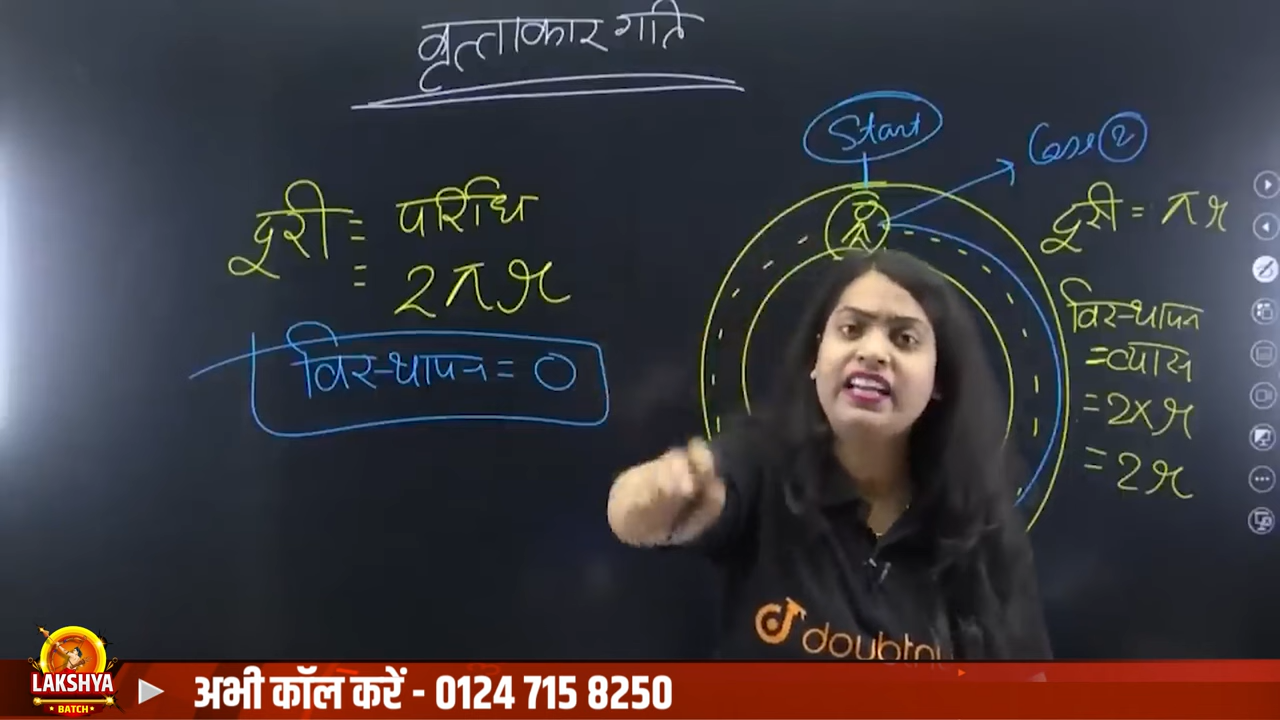 वृत्ताकार गति
Start
Case 2
दूरी = परिधि
= 2πr
विस्थापन = 0
दूरी = πr
विस्थापन
= व्यास
= 2×r
= 2r
doubtnu
LAKSHYA
BATCH
अभी कॉल करें - 0124 715 8250